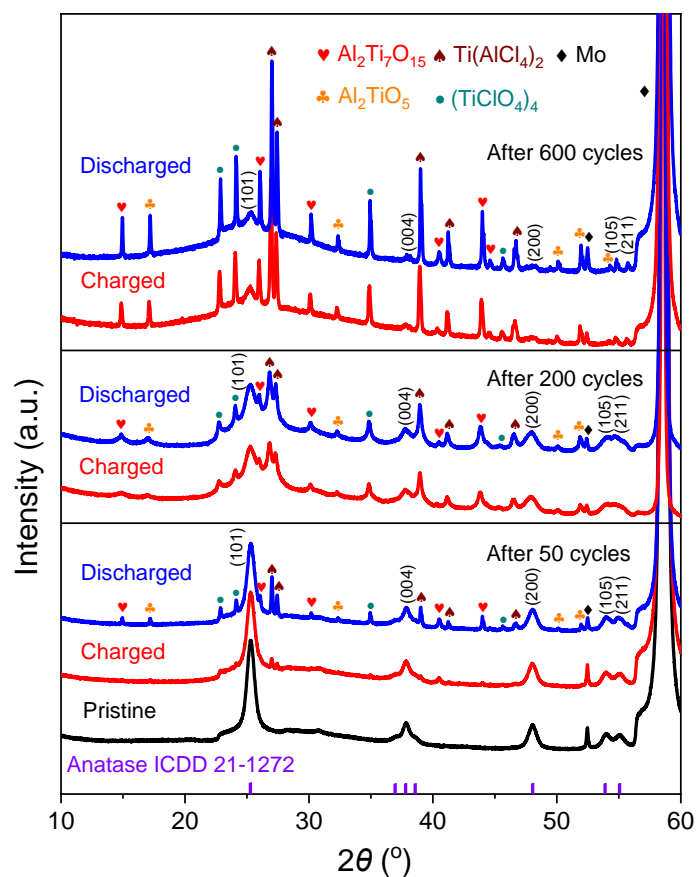 ♥ Al₂Ti₇O₁₅ ♠ Ti(AlCl₄)₂ ♦ Mo
♣ Al₂TiO₅ ● (TiClO₄)₄
Discharged
After 600 cycles
(101)
(004)
(200)
(105)
(211)
Charged
After 200 cycles
Discharged
(101)
(004)
(200)
(105)
(211)
Charged
After 50 cycles
Discharged
(101)
(004)
(200)
(105)
(211)
Charged
Pristine
Anatase ICDD 21-1272
10 20 30 40 50 60
2θ (°)
Intensity (a.u.)